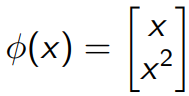 ϕ(x) = [ x
x² ]